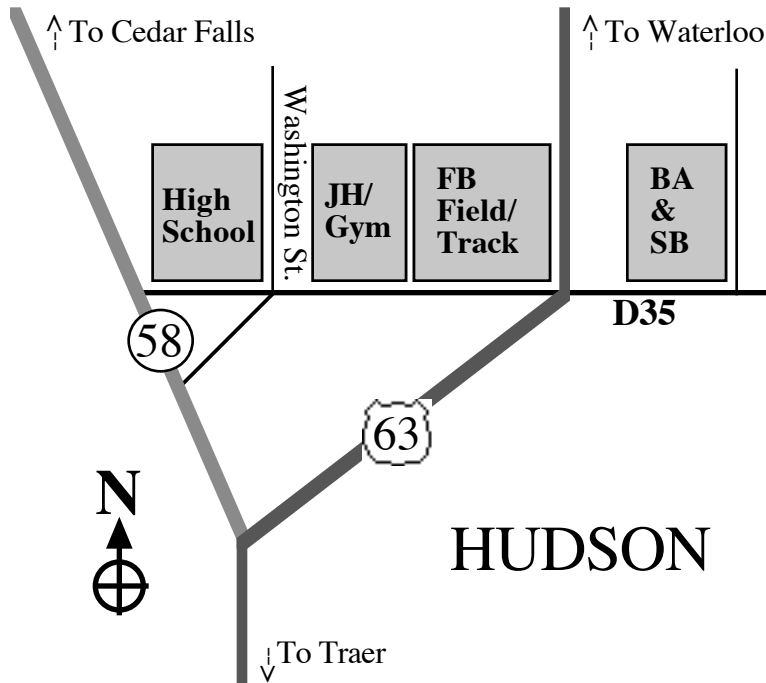 To Cedar Falls
To Waterloo
High
School
Washington St.
JH/
Gym
FB
Field/
Track
BA
&
SB
D35
58
63
N
HUDSON
To Traer